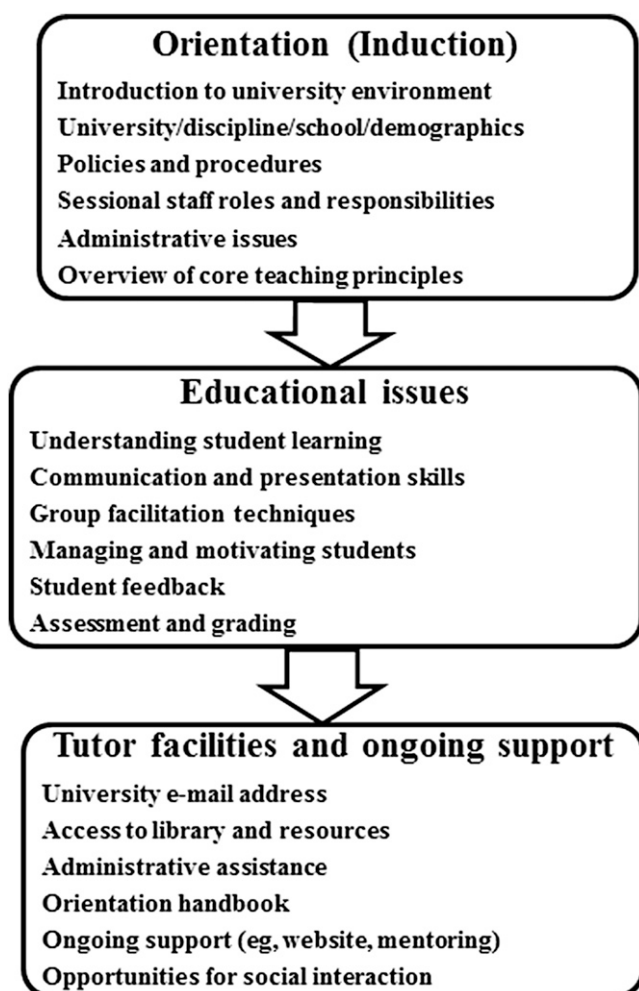 Orientation (Induction)
Introduction to university environment
University/discipline/school/demographics
Policies and procedures
Sessional staff roles and responsibilities
Administrative issues
Overview of core teaching principles
Educational issues
Understanding student learning
Communication and presentation skills
Group facilitation techniques
Managing and motivating students
Student feedback
Assessment and grading
Tutor facilities and ongoing support
University e-mail address
Access to library and resources
Administrative assistance
Orientation handbook
Ongoing support (eg, website, mentoring)
Opportunities for social interaction